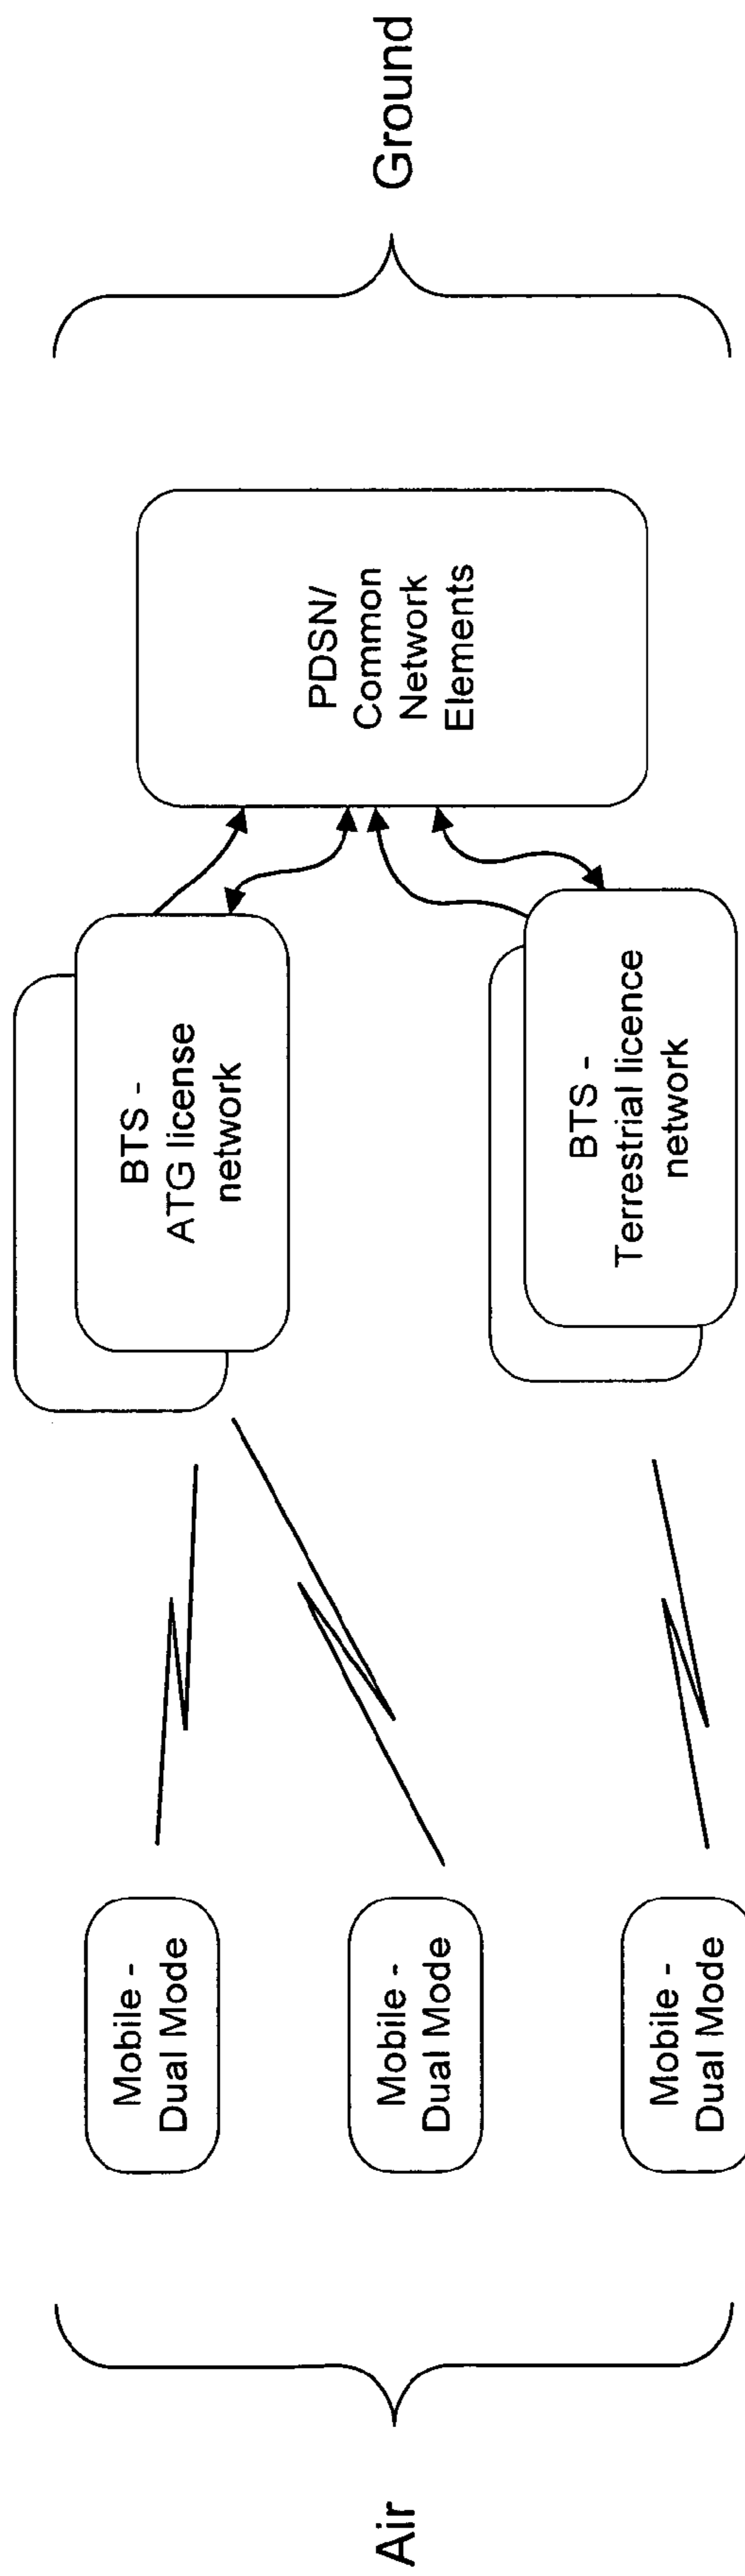 Air
Mobile -
Dual Mode
Mobile -
Dual Mode
Mobile -
Dual Mode
BTS -
ATG license
network
BTS -
Terrestrial licence
network
PDSN/
Common
Network
Elements
Ground